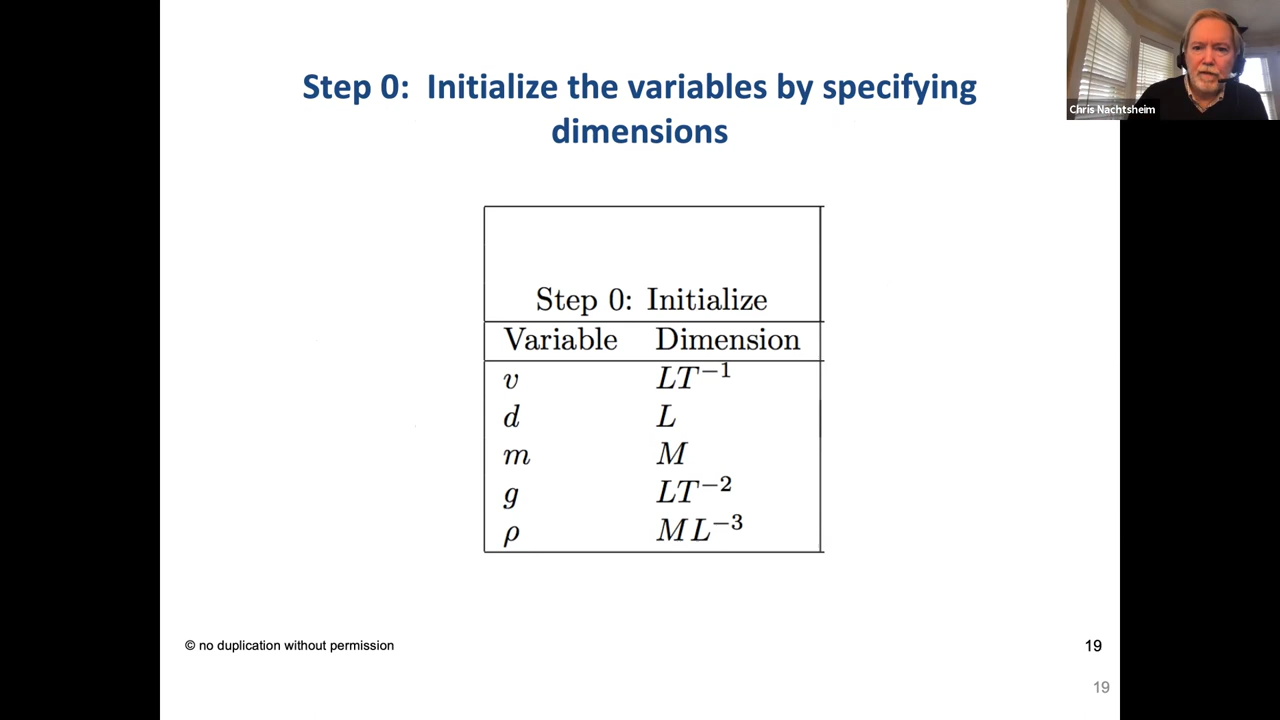 Step 0: Initialize the variables by specifying
dimensions
Chris Nachtsheim
Step 0: Initialize
Variable Dimension
v LT⁻¹
d L
m M
g LT⁻²
ρ ML⁻³
© no duplication without permission
19
19